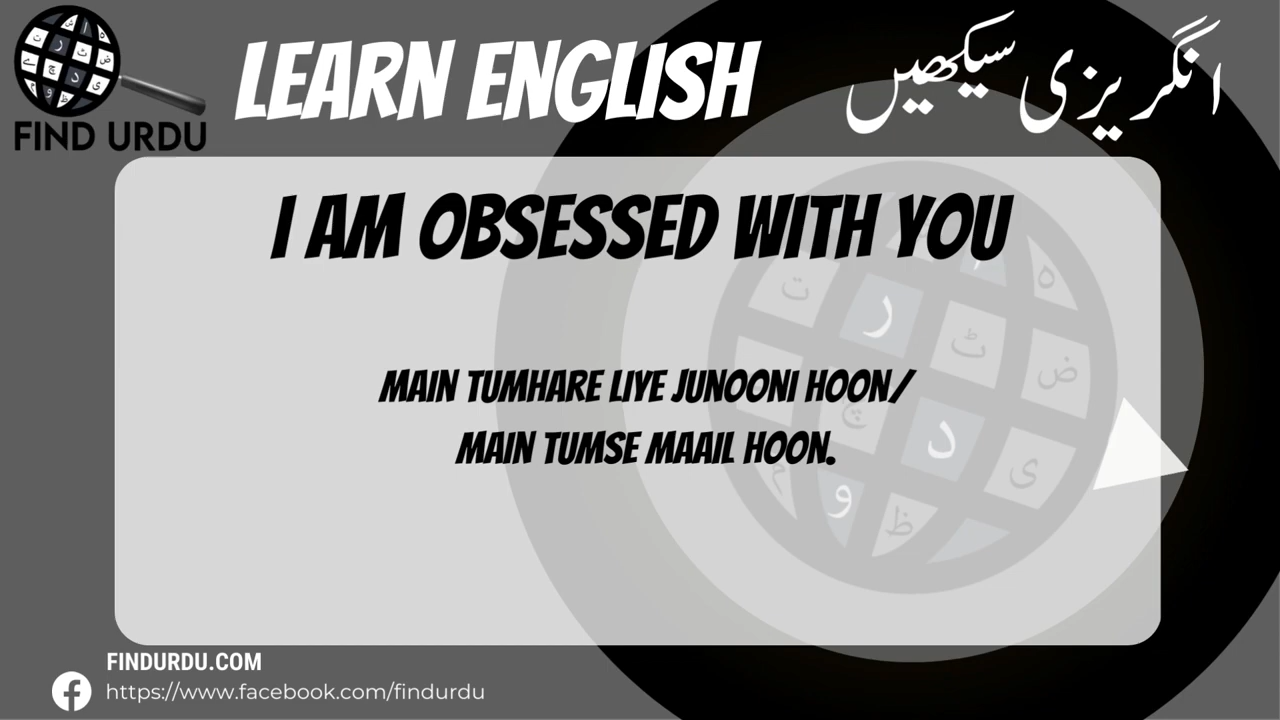 FIND URDU
LEARN ENGLISH
انگریزی سیکھیں
I AM OBSESSED WITH YOU
MAIN TUMHARE LIYE JUNOONI HOON/
MAIN TUMSE MAAIL HOON.
FINDURDU.COM
https://www.facebook.com/findurdu